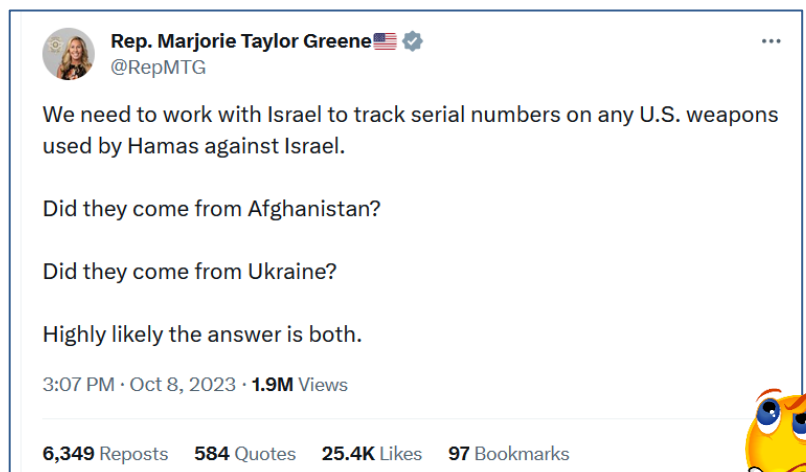 Rep. Marjorie Taylor Greene🇺🇸
@RepMTG
We need to work with Israel to track serial numbers on any U.S. weapons
used by Hamas against Israel.
Did they come from Afghanistan?
Did they come from Ukraine?
Highly likely the answer is both.
3:07 PM · Oct 8, 2023 · 1.9M Views
6,349 Reposts 584 Quotes 25.4K Likes 97 Bookmarks